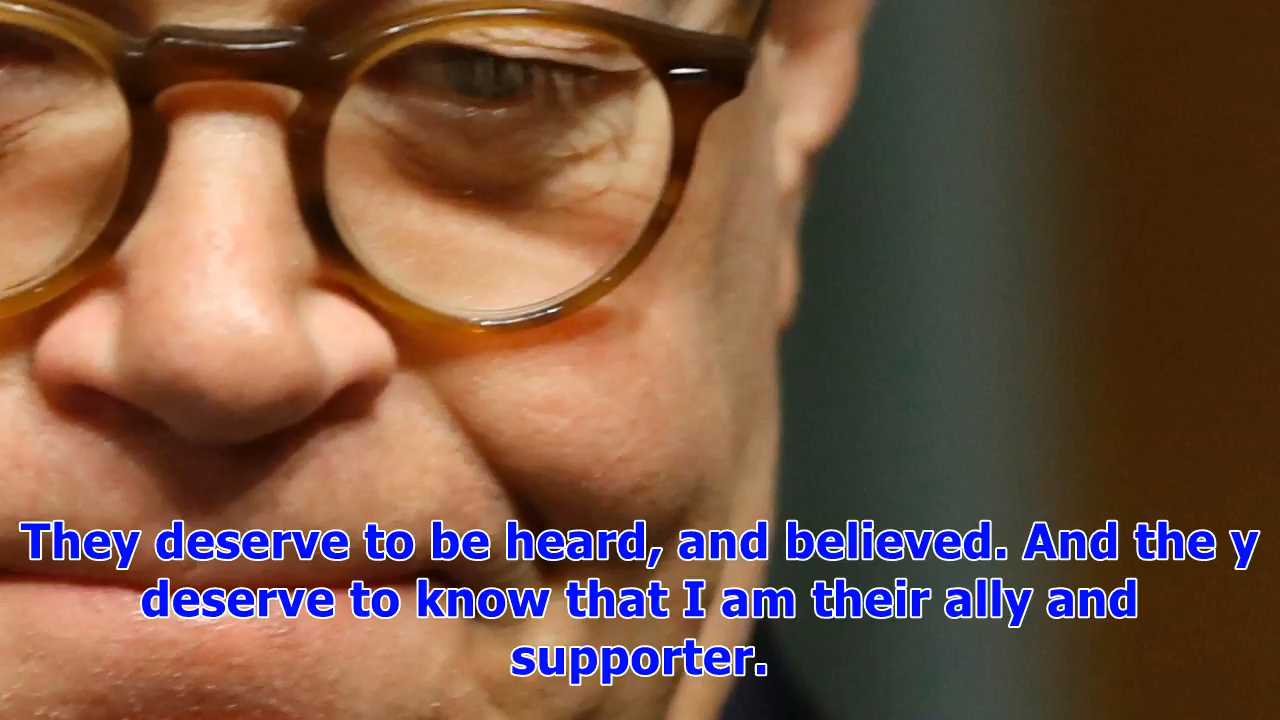 They deserve to be heard, and believed. And the y
deserve to know that I am their ally and
supporter.